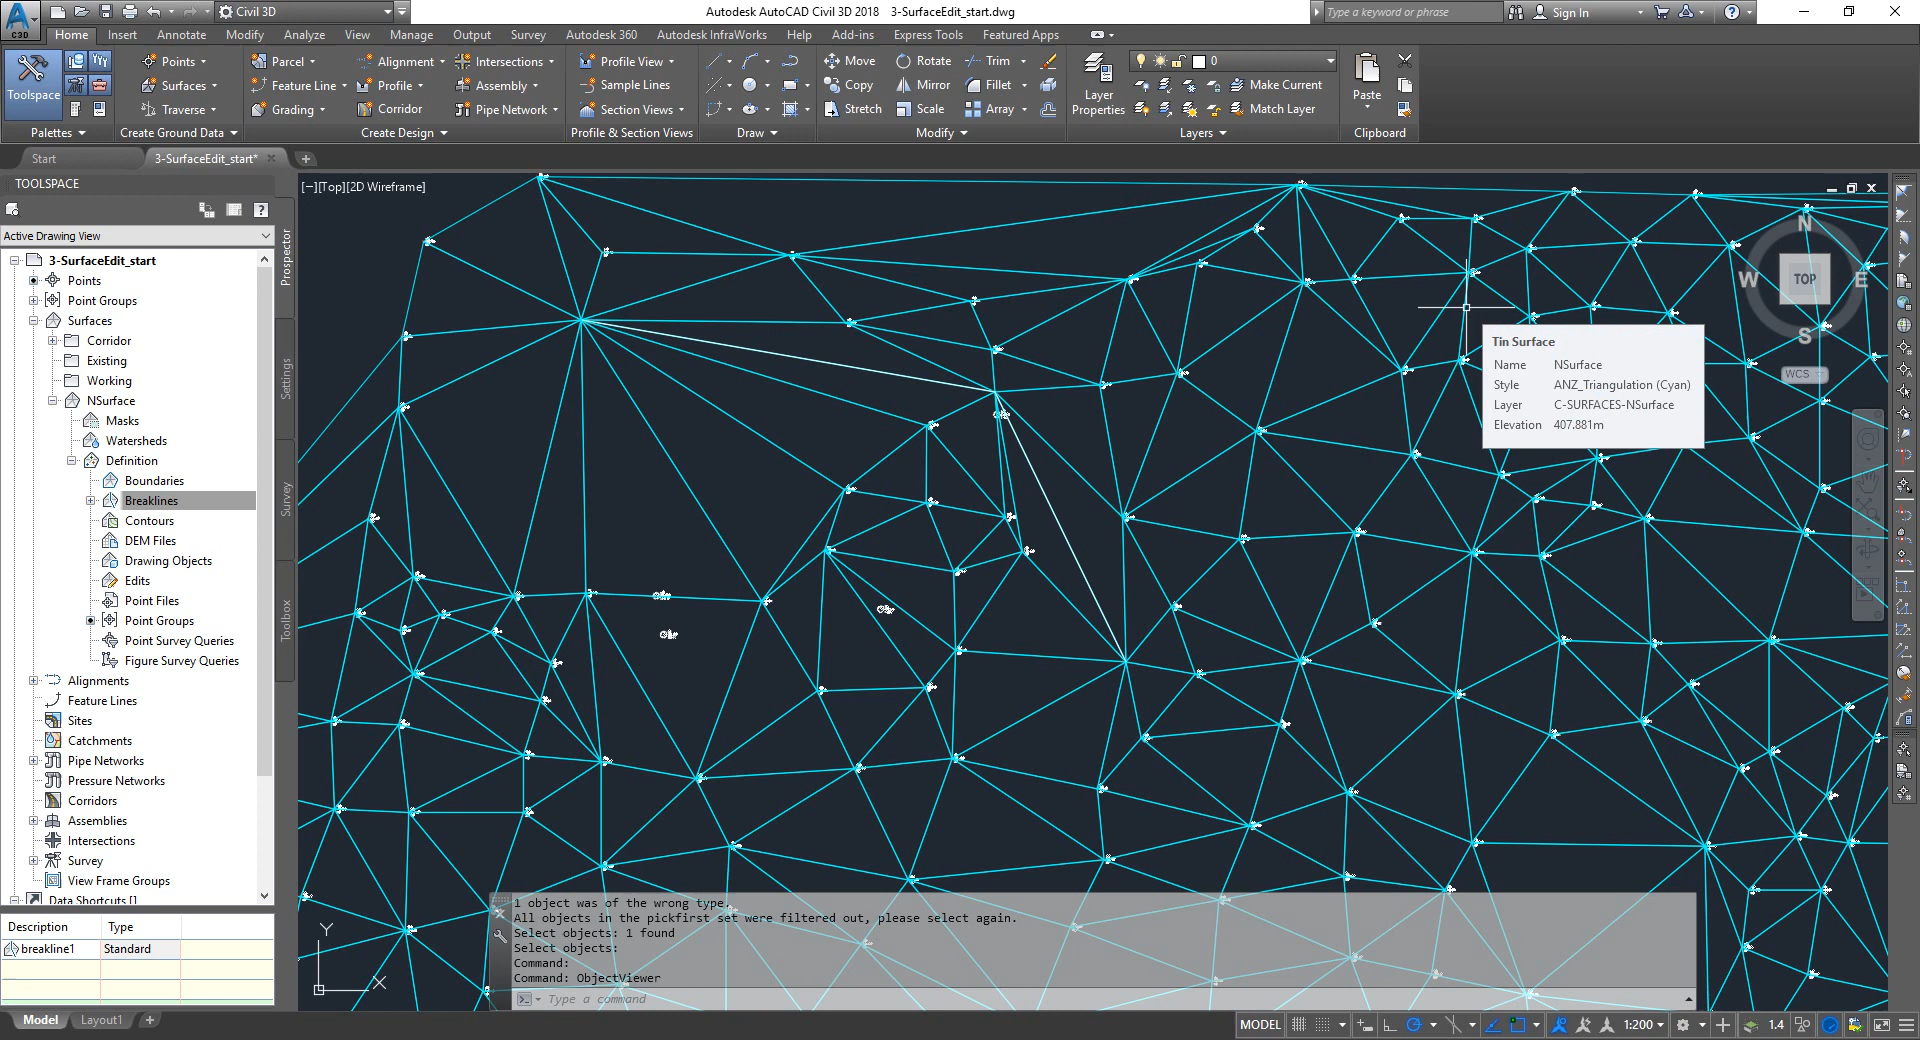 C3D
Civil 3D
Autodesk AutoCAD Civil 3D 2018 3-SurfaceEdit_start.dwg
Type a keyword or phrase
Sign In
Home Insert Annotate Modify Analyze View Manage Output Survey Autodesk 360 Autodesk InfraWorks Help Add-ins Express Tools Featured Apps
Toolspace
Points
Surfaces
Traverse
Parcel
Feature Line
Grading
Alignment
Profile
Corridor
Intersections
Assembly
Pipe Network
Profile View
Sample Lines
Section Views
Move
Copy
Stretch
Rotate
Mirror
Scale
Trim
Fillet
Array
Layer
Properties
0
Make Current
Match Layer
Paste
Palettes
Create Ground Data
Create Design
Profile & Section Views
Draw
Modify
Layers
Clipboard
Start
3-SurfaceEdit_start*
TOOLSPACE
Active Drawing View
3-SurfaceEdit_start
Points
Point Groups
Surfaces
Corridor
Existing
Working
NSurface
Masks
Watersheds
Definition
Boundaries
Breaklines
Contours
DEM Files
Drawing Objects
Edits
Point Files
Point Groups
Point Survey Queries
Figure Survey Queries
Alignments
Feature Lines
Sites
Catchments
Pipe Networks
Pressure Networks
Corridors
Assemblies
Intersections
Survey
View Frame Groups
Data Shortcuts []
Prospector
Settings
Survey
Toolbox
Description Type
breakline1 Standard
[−][Top][2D Wireframe]
N
W TOP E
S
WCS
Tin Surface
Name NSurface
Style ANZ_Triangulation (Cyan)
Layer C-SURFACES-NSurface
Elevation 407.881m
Y
X
1 object was of the wrong type.
All objects in the pickfirst set were filtered out, please select again.
Select objects: 1 found
Select objects:
Command:
Command: ObjectViewer
Type a command
Model Layout1
MODEL
1:200
1.4